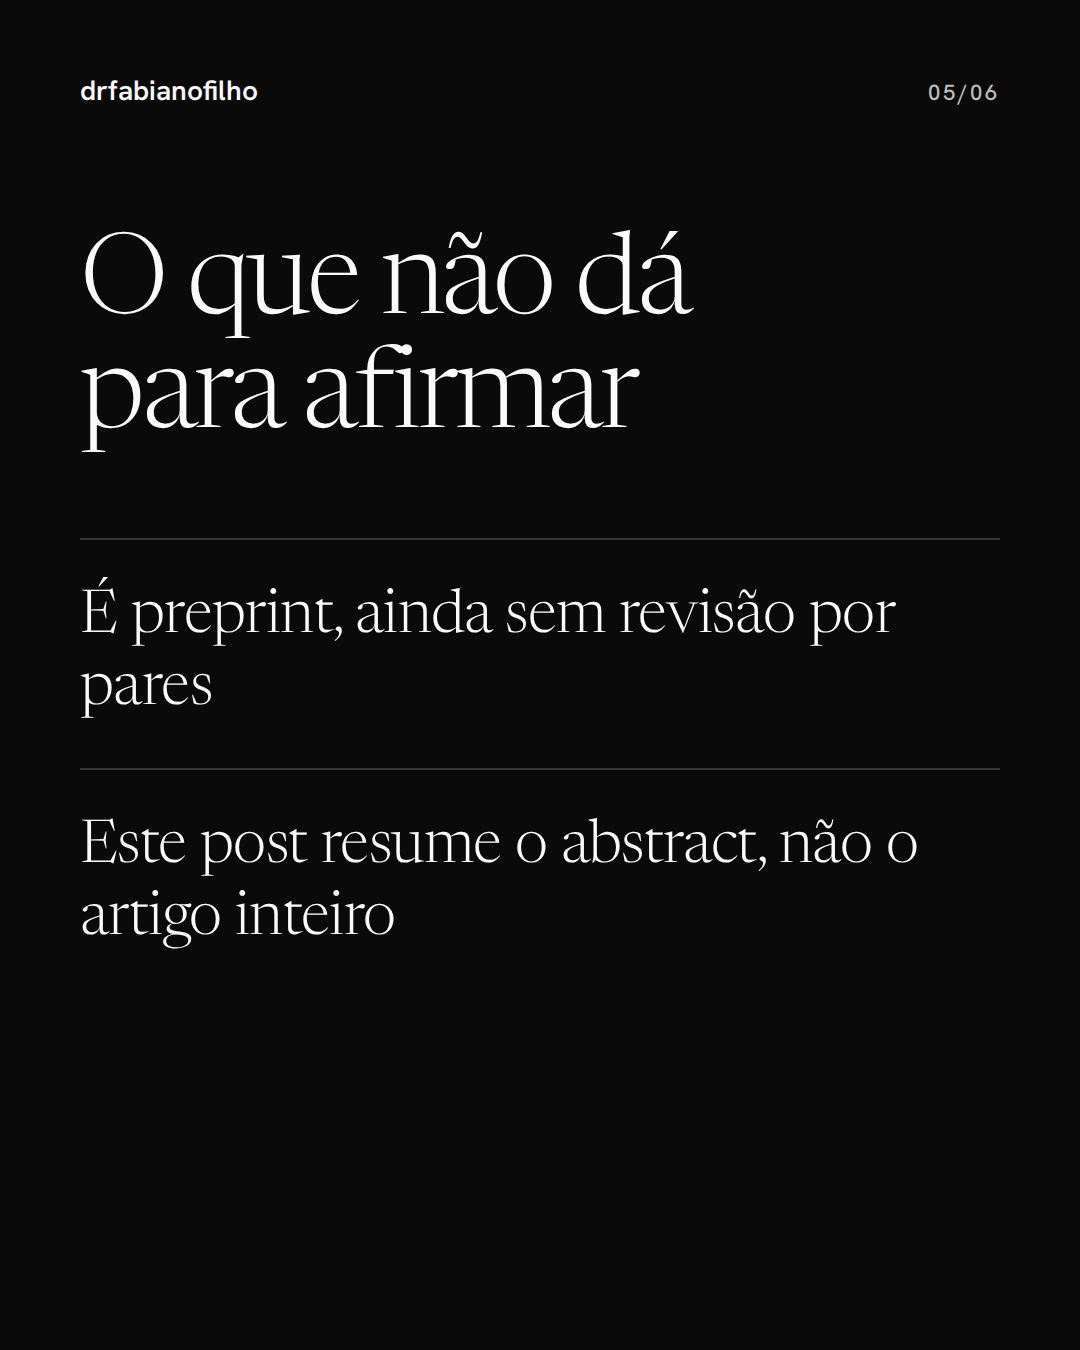 drfabianofilho
05/06
O que não dá
para afirmar
É preprint, ainda sem revisão por
pares
Este post resume o abstract, não o
artigo inteiro